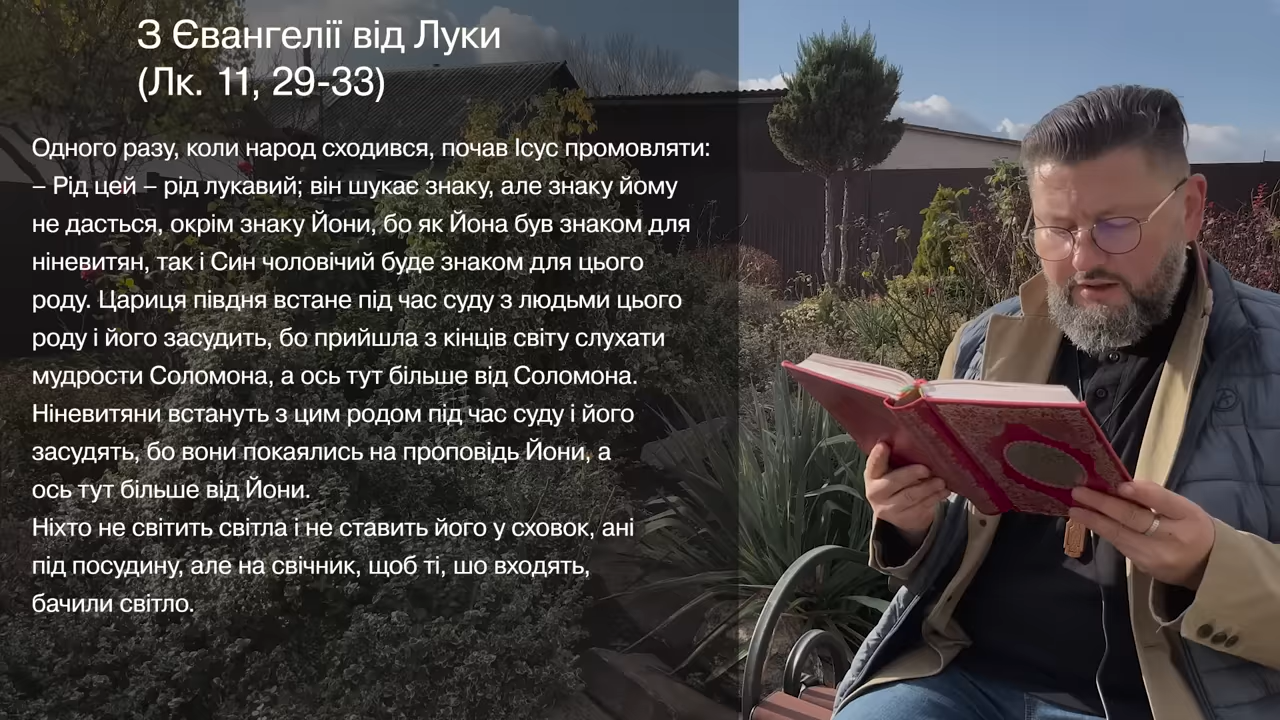 З Євангелії від Луки
(Лк. 11, 29-33)
Одного разу, коли народ сходився, почав Ісус промовляти:
– Рід цей – рід лукавий; він шукає знаку, але знаку йому
не дасться, окрім знаку Йони, бо як Йона був знаком для
ніневитян, так і Син чоловічий буде знаком для цього
роду. Цариця півдня встане під час суду з людьми цього
роду і його засудить, бо прийшла з кінців світу слухати
мудрости Соломона, а ось тут більше від Соломона.
Ніневитяни встануть з цим родом під час суду і його
засудять, бо вони покаялись на проповідь Йони, а
ось тут більше від Йони.
Ніхто не світить світла і не ставить його у сховок, ані
під посудину, але на свічник, щоб ті, шо входять,
бачили світло.